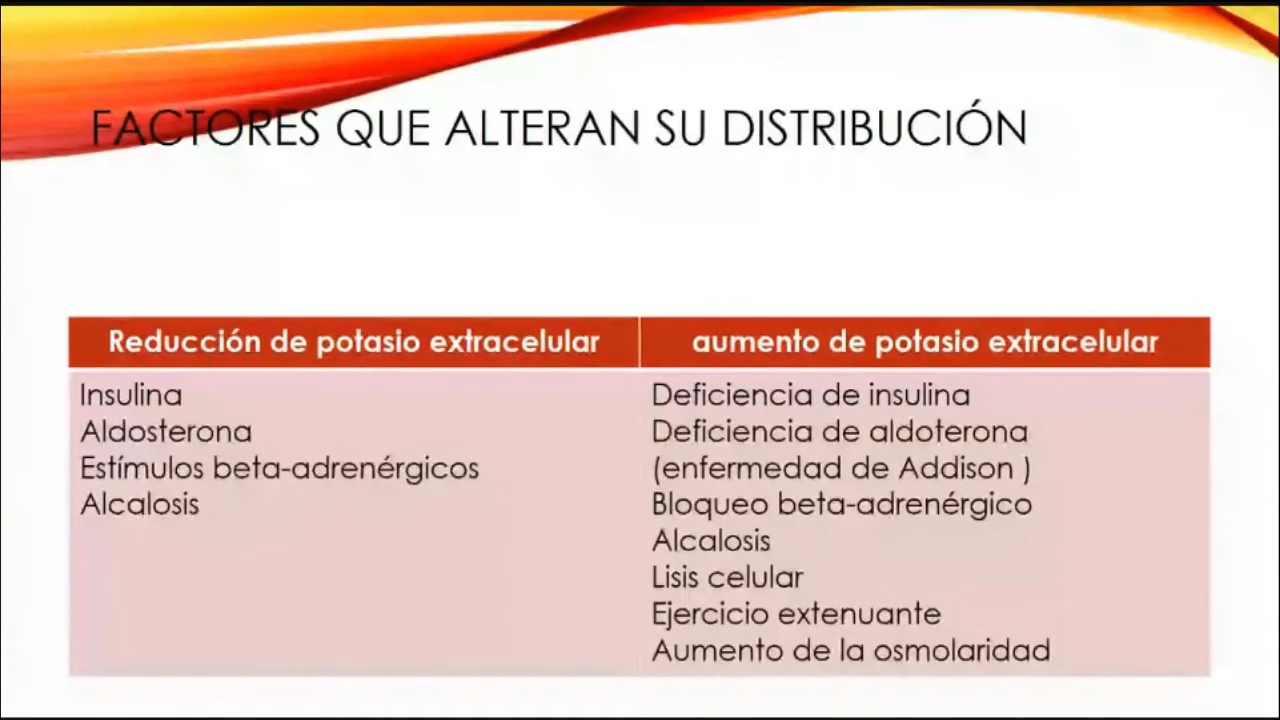 FACTORES QUE ALTERAN SU DISTRIBUCIÓN
Reducción de potasio extracelular
Insulina
Aldosterona
Estímulos beta-adrenérgicos
Alcalosis
aumento de potasio extracelular
Deficiencia de insulina
Deficiencia de aldoterona
(enfermedad de Addison )
Bloqueo beta-adrenérgico
Alcalosis
Lisis celular
Ejercicio extenuante
Aumento de la osmolaridad